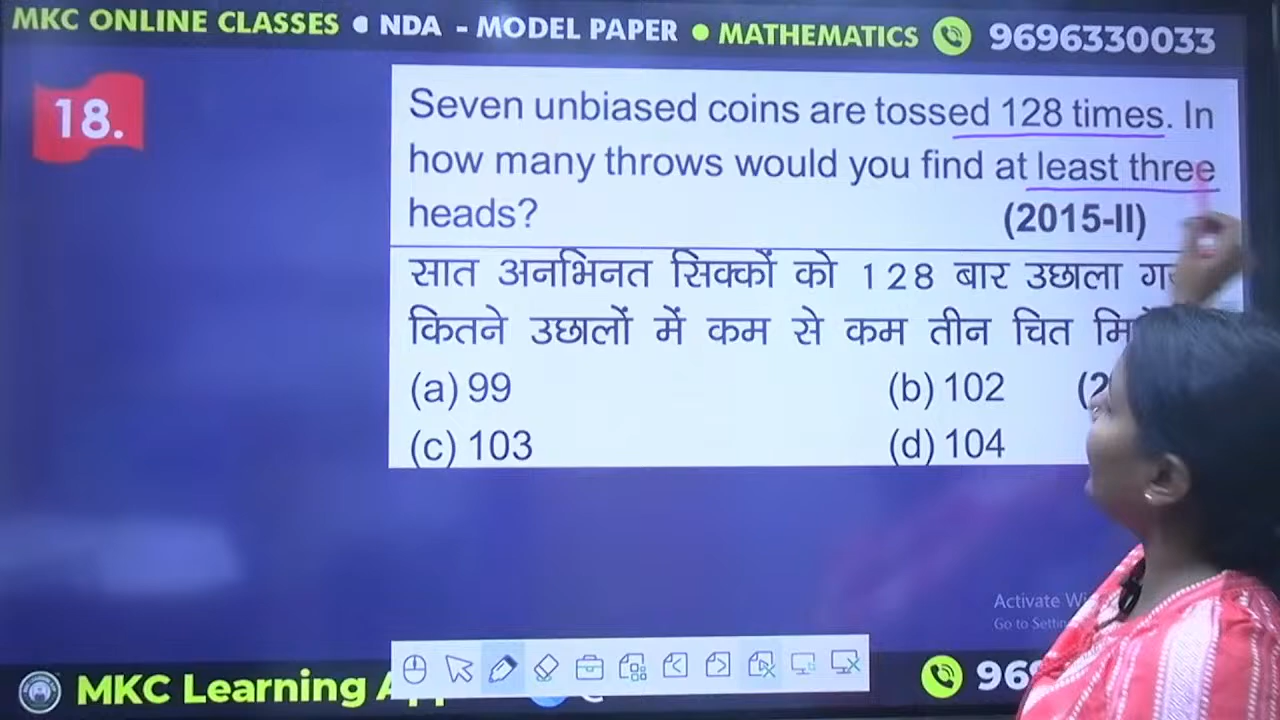 MKC ONLINE CLASSES ● NDA - MODEL PAPER ● MATHEMATICS 9696330033
18.
Seven unbiased coins are tossed 128 times. In
how many throws would you find at least three
heads? (2015-II)
सात अनभिनत सिक्कों को 128 बार उछाला
कितने उछालों में कम से कम तीन चित
(a) 99 (b) 102
(c) 103 (d) 104
Activate
Go to
MKC Learning